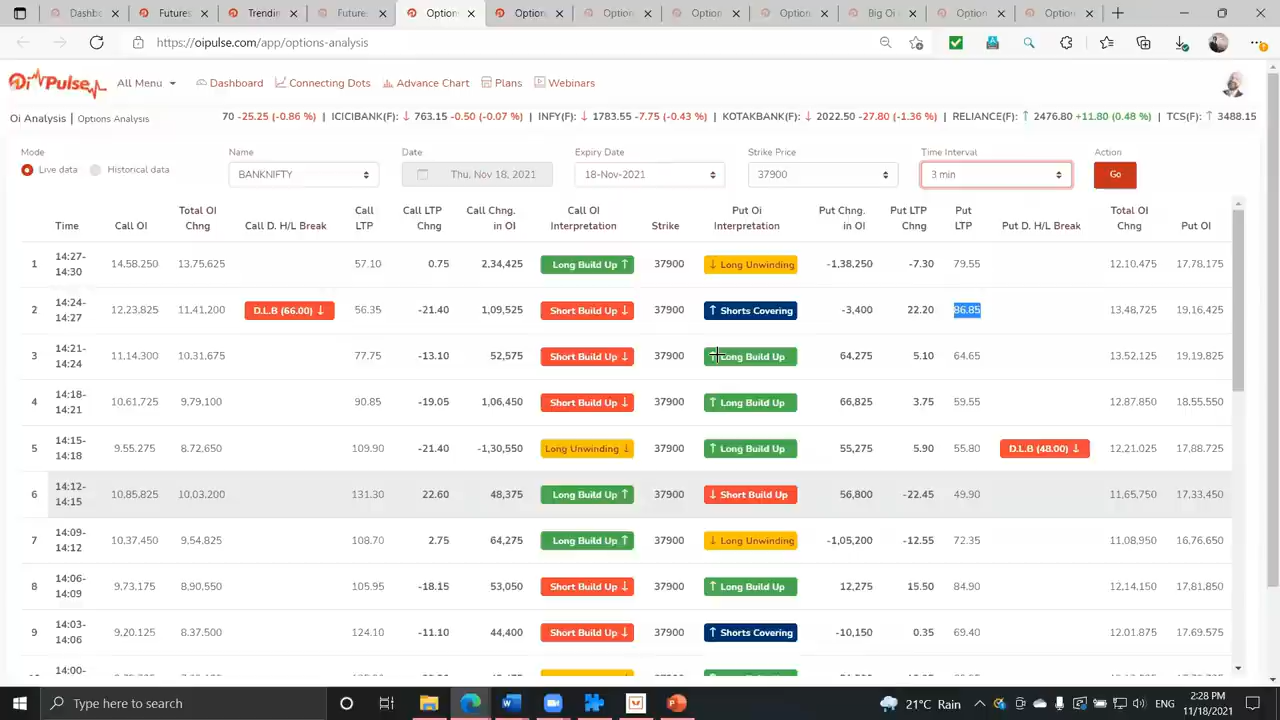 Dashb
Futures
Trendin
Future
Option
Option
Option
Option
Option
Big Oi
Option
Option
https://oipulse.com/app/options-analysis
Oi Pulse
All Menu
Dashboard
Connecting Dots
Advance Chart
Plans
Webinars
Oi Analysis | Options Analysis
70 -25.25 (-0.86 %) | ICICIBANK(F): ↓ 763.15 -0.50 (-0.07 %) | INFY(F): ↓ 1783.55 -7.75 (-0.43 %) | KOTAKBANK(F): ↓ 2022.50 -27.80 (-1.36 %) | RELIANCE(F): ↑ 2476.80 +11.80 (0.48 %) | TCS(F): ↑ 3488.15
Mode Name Date Expiry Date Strike Price Time Interval Action
Live data Historical data BANKNIFTY Thu, Nov 18, 2021 18-Nov-2021 37900 3 min Go
Time Call OI Total OI Chng Call D. H/L Break Call LTP Call LTP Chng Call Chng. in OI Call OI Interpretation Strike Put Oi Interpretation Put Chng. in OI Put LTP Chng Put LTP Put D. H/L Break Total OI Chng Put OI
1 14:27-14:30 14,58,250 13,75,625 57.10 0.75 2,34,425 Long Build Up ↑ 37900 ↓ Long Unwinding -1,38,250 -7.30 79.55 12,10,475 17,78,175
2 14:24-14:27 12,23,825 11,41,200 D.L.B (66.00) ↓ 56.35 -21.40 1,09,525 Short Build Up ↓ 37900 ↑ Shorts Covering -3,400 22.20 86.85 13,48,725 19,16,425
3 14:21-14:24 11,14,300 10,31,675 77.75 -13.10 52,575 Short Build Up ↓ 37900 ↑ Long Build Up 64,275 5.10 64.65 13,52,125 19,19,825
4 14:18-14:21 10,61,725 9,79,100 90.85 -19.05 1,06,450 Short Build Up ↓ 37900 ↑ Long Build Up 66,825 3.75 59.55 12,87,850 18,55,550
5 14:15-14:18 9,55,275 8,72,650 109.90 -21.40 -1,30,550 Long Unwinding ↓ 37900 ↑ Long Build Up 55,275 5.90 55.80 D.L.B (48.00) ↓ 12,21,025 17,88,725
6 14:12-14:15 10,85,825 10,03,200 131.30 22.60 48,375 Long Build Up ↑ 37900 ↓ Short Build Up 56,800 -22.45 49.90 11,65,750 17,33,450
7 14:09-14:12 10,37,450 9,54,825 108.70 2.75 64,275 Long Build Up ↑ 37900 ↓ Long Unwinding -1,05,200 -12.55 72.35 11,08,950 16,76,650
8 14:06-14:09 9,73,175 8,90,550 105.95 -18.15 53,050 Short Build Up ↓ 37900 ↑ Long Build Up 12,275 15.50 84.90 12,14,150 17,81,850
9 14:03-14:06 9,20,125 8,37,500 124.10 -11.10 44,400 Short Build Up ↓ 37900 ↑ Shorts Covering -10,150 0.35 69.40 12,01,875 17,69,575
14:00-
Type here to search
21°C Rain
ENG
2:28 PM
11/18/2021